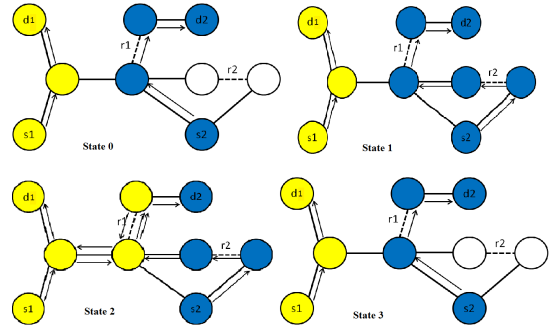 d1
d2
r1
r2
s1
s2
State 0
d1
d2
r1
r2
s1
s2
State 1
d1
d2
r1
r2
s1
s2
State 2
d1
d2
r1
r2
s1
s2
State 3